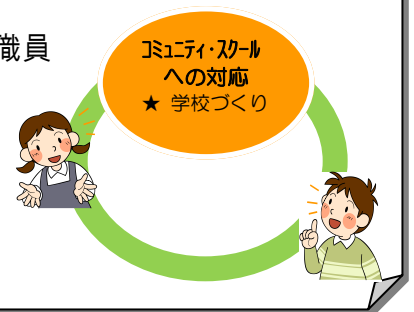 職員
コミュニティ・スクール
への対応
★ 学校づくり